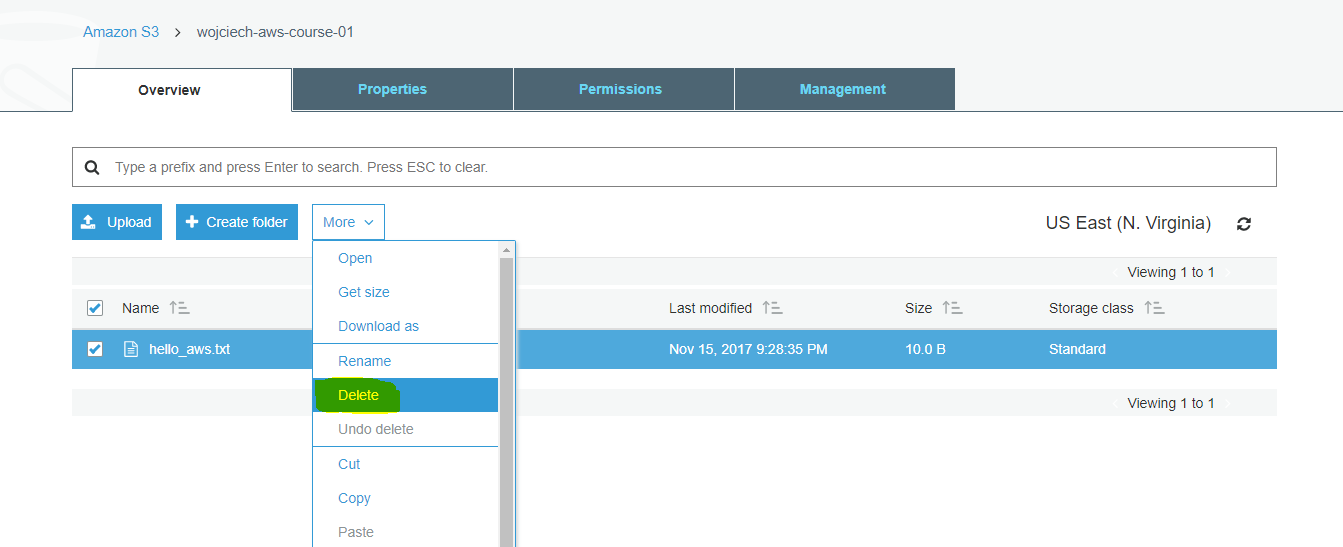 Amazon S3 > wojciech-aws-course-01
Overview Properties Permissions Management
Type a prefix and press Enter to search. Press ESC to clear.
Upload Create folder More US East (N. Virginia)
Open
Viewing 1 to 1
Get size
Name Last modified Size Storage class
Download as
hello_aws.txt Nov 15, 2017 9:28:35 PM 10.0 B Standard
Rename
Delete
Viewing 1 to 1
Undo delete
Cut
Copy
Paste